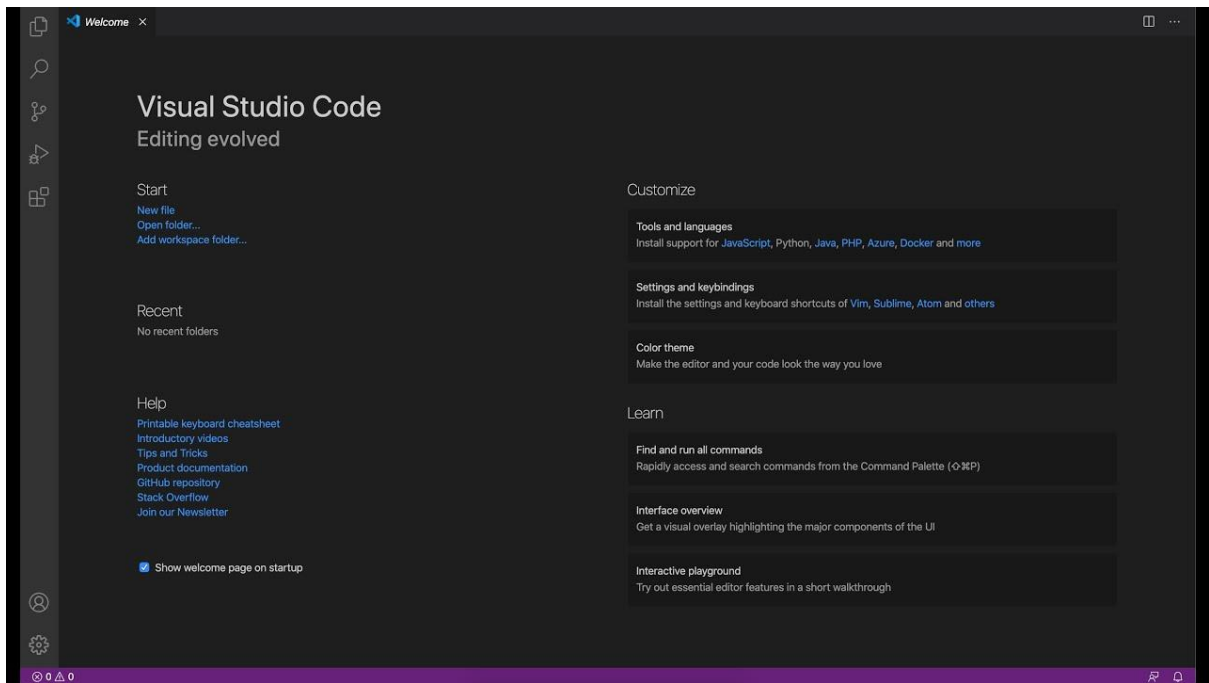 Welcome
Visual Studio Code
Editing evolved
Start
New file
Open folder...
Add workspace folder...
Recent
No recent folders
Help
Printable keyboard cheatsheet
Introductory videos
Tips and Tricks
Product documentation
GitHub repository
Stack Overflow
Join our Newsletter
Show welcome page on startup
Customize
Tools and languages
Install support for JavaScript, Python, Java, PHP, Azure, Docker and more
Settings and keybindings
Install the settings and keyboard shortcuts of Vim, Sublime, Atom and others
Color theme
Make the editor and your code look the way you love
Learn
Find and run all commands
Rapidly access and search commands from the Command Palette (⇧⌘P)
Interface overview
Get a visual overlay highlighting the major components of the UI
Interactive playground
Try out essential editor features in a short walkthrough
0 0